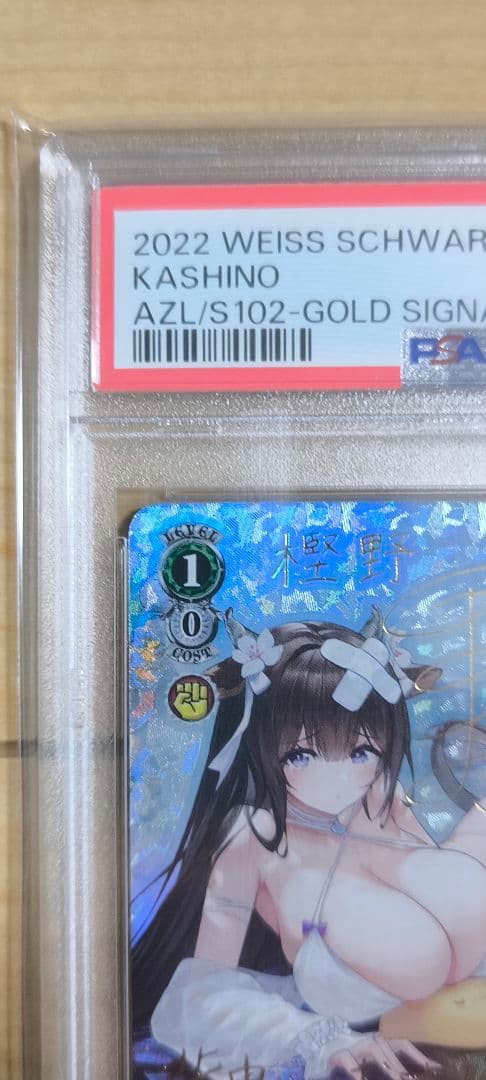 2022 WEISS SCHWAR
KASHINO
AZL/S102-GOLD SIGNA
PSA
LEVEL
1
0
COST
樫野